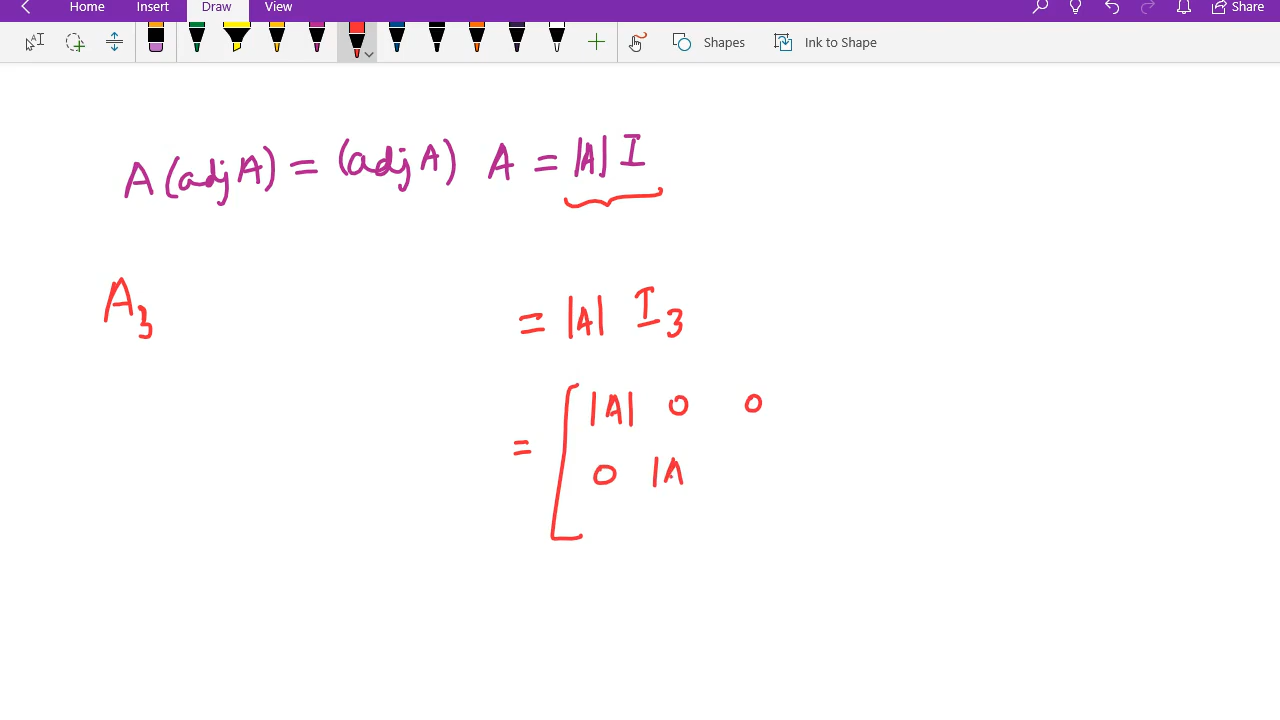 Home Insert Draw View Share
Shapes Ink to Shape
A(adj A) = (adj A) A = |A| I
A3 = |A| I3
= [ |A| 0 0
0 |A